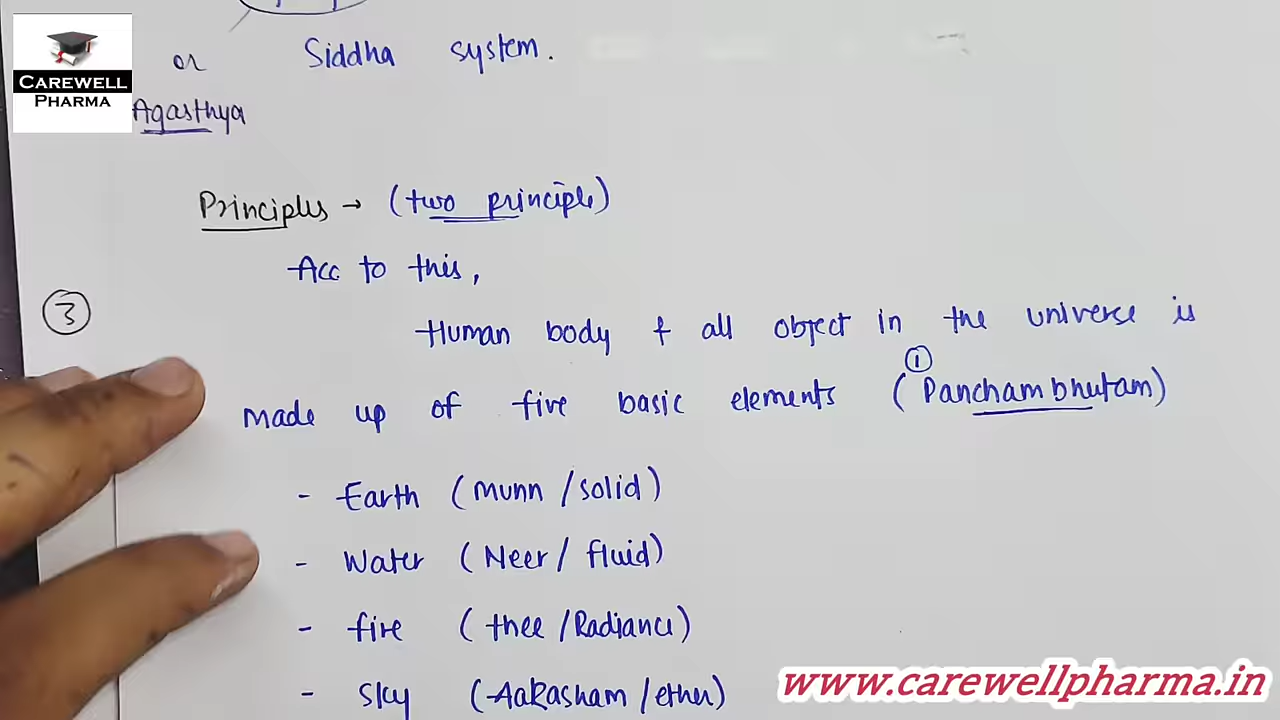 CAREWELL
PHARMA
or Siddha system.
Agasthya
Principles → (two principle)
Acc to this,
3
Human body & all object in the universe is
1
made up of five basic elements (Panchambhutam)
- Earth (Munn / solid)
- Water (Neer / fluid)
- fire (thee / Radiance)
- Sky (Aakasham / ether)
www.carewellpharma.in